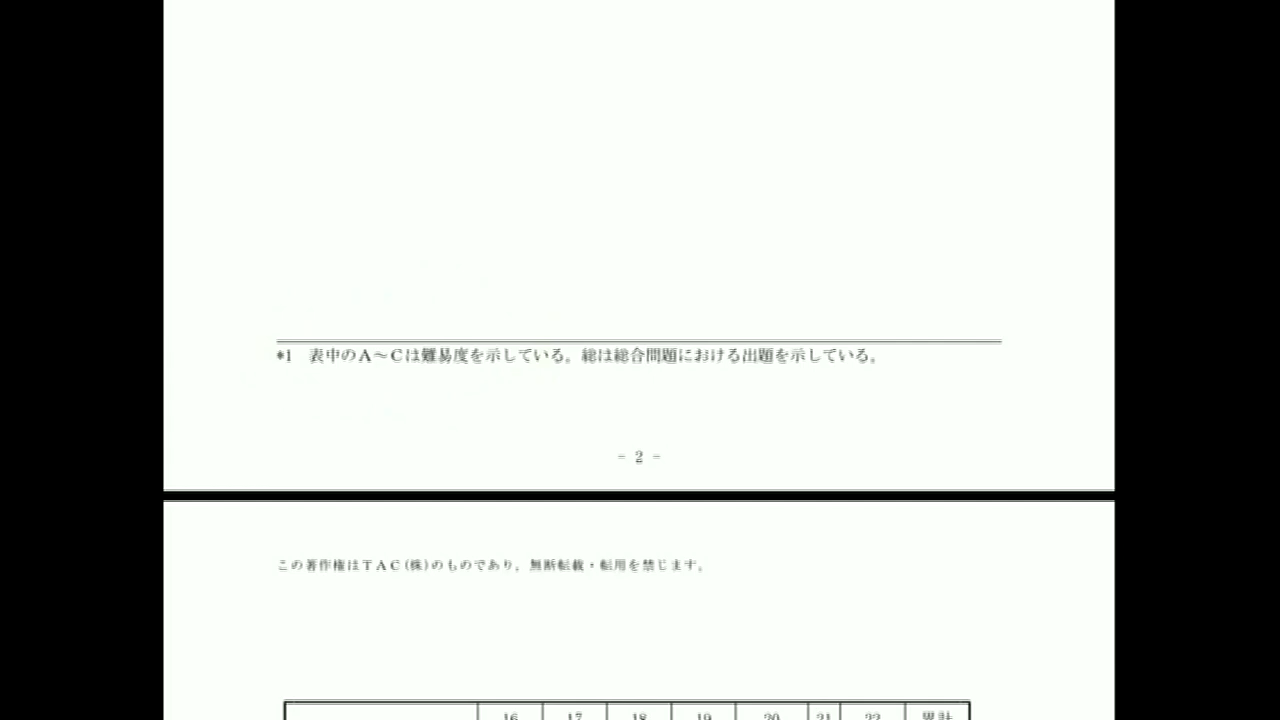 *1 表中のA～Cは難易度を示している。総は総合問題における出題を示している。
- 2 -
この著作権はTAC(株)のものであり、無断転載・転用を禁じます。
16 17 18 19 20 21 22 累計